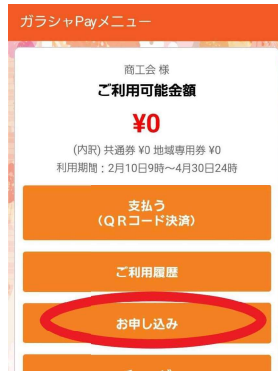 ガラシャPayメニュー
商工会 様
ご利用可能金額
¥0
(内訳) 共通券 ¥0 地域専用券 ¥0
利用期間：2月10日9時～4月30日24時
支払う
(QRコード決済)
ご利用履歴
お申し込み